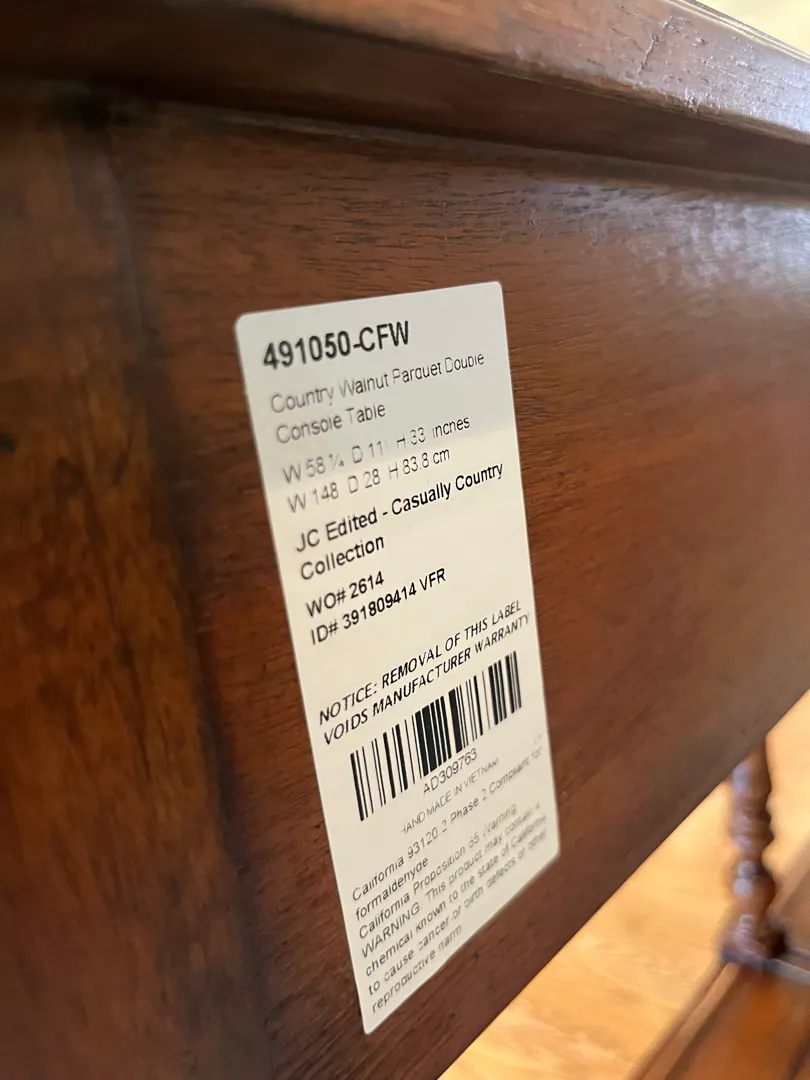 491050-CFW
Country Walnut Parquet Double
Console Table
W 58 ¼ D 11 H 33 inches
W 148 D 28 H 83.8 cm
JC Edited - Casually Country
Collection
WO# 2614
ID# 391809414 VFR
NOTICE: REMOVAL OF THIS LABEL
VOIDS MANUFACTURER WARRANTY
AD309763
HANDMADE IN VIETNAM
California 93120.2 Phase 2 Compliant for
formaldehyde
California Proposition 65 Warning
WARNING: This product may contain a
chemical known to the state of California
to cause cancer or birth defects or other
reproductive harm